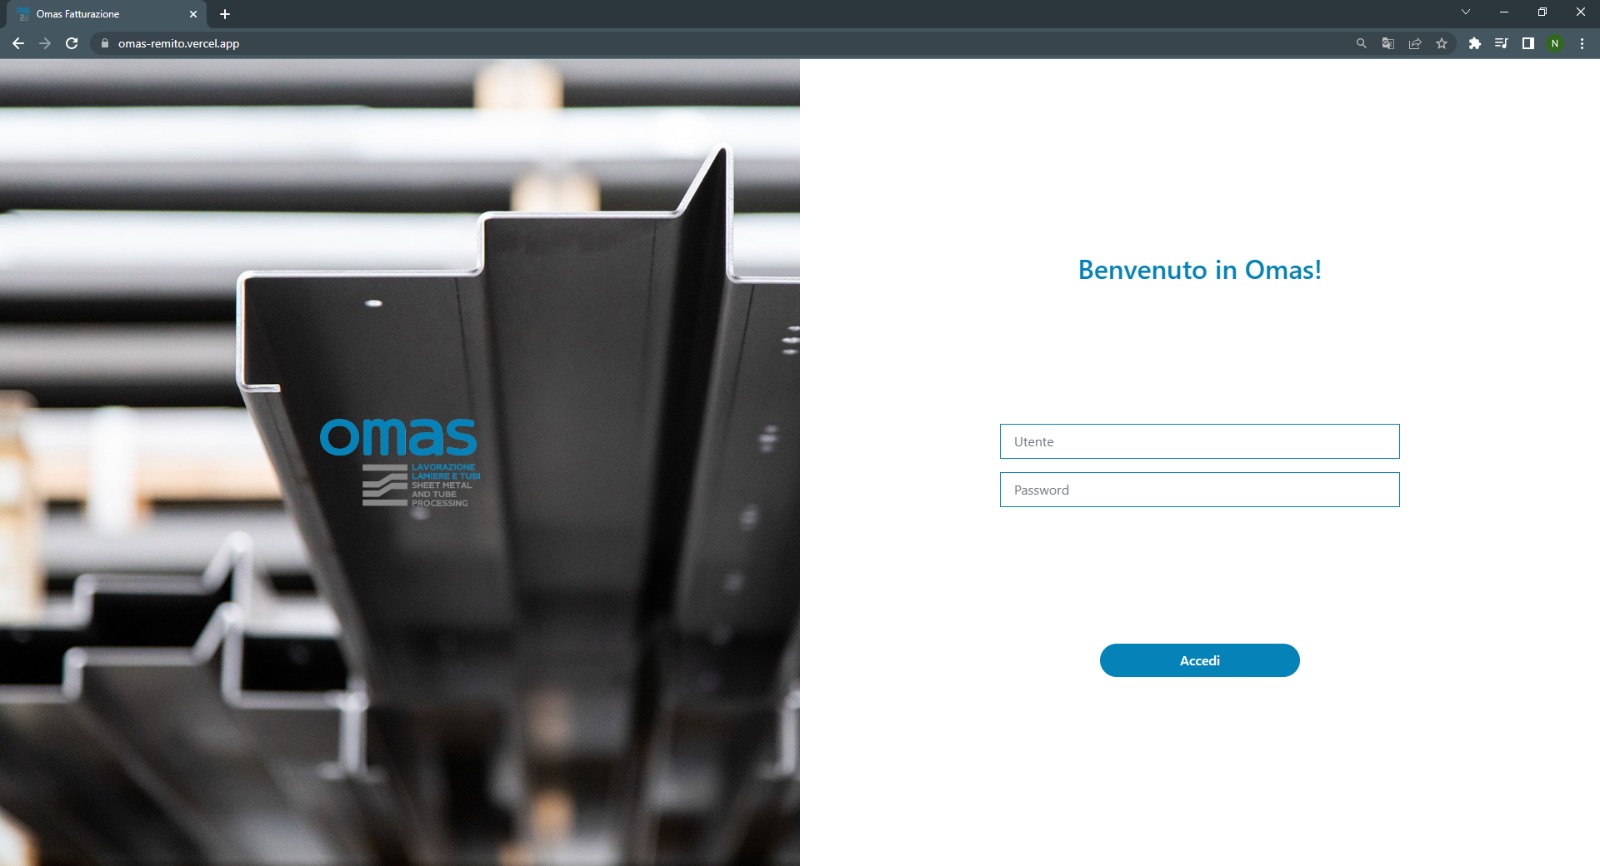 Omas Fatturazione
omas-remito.vercel.app
N
Benvenuto in Omas!
omas
LAVORAZIONE
LAMIERE E TUBI
SHEET METAL
AND TUBE
PROCESSING
Utente
Password
Accedi